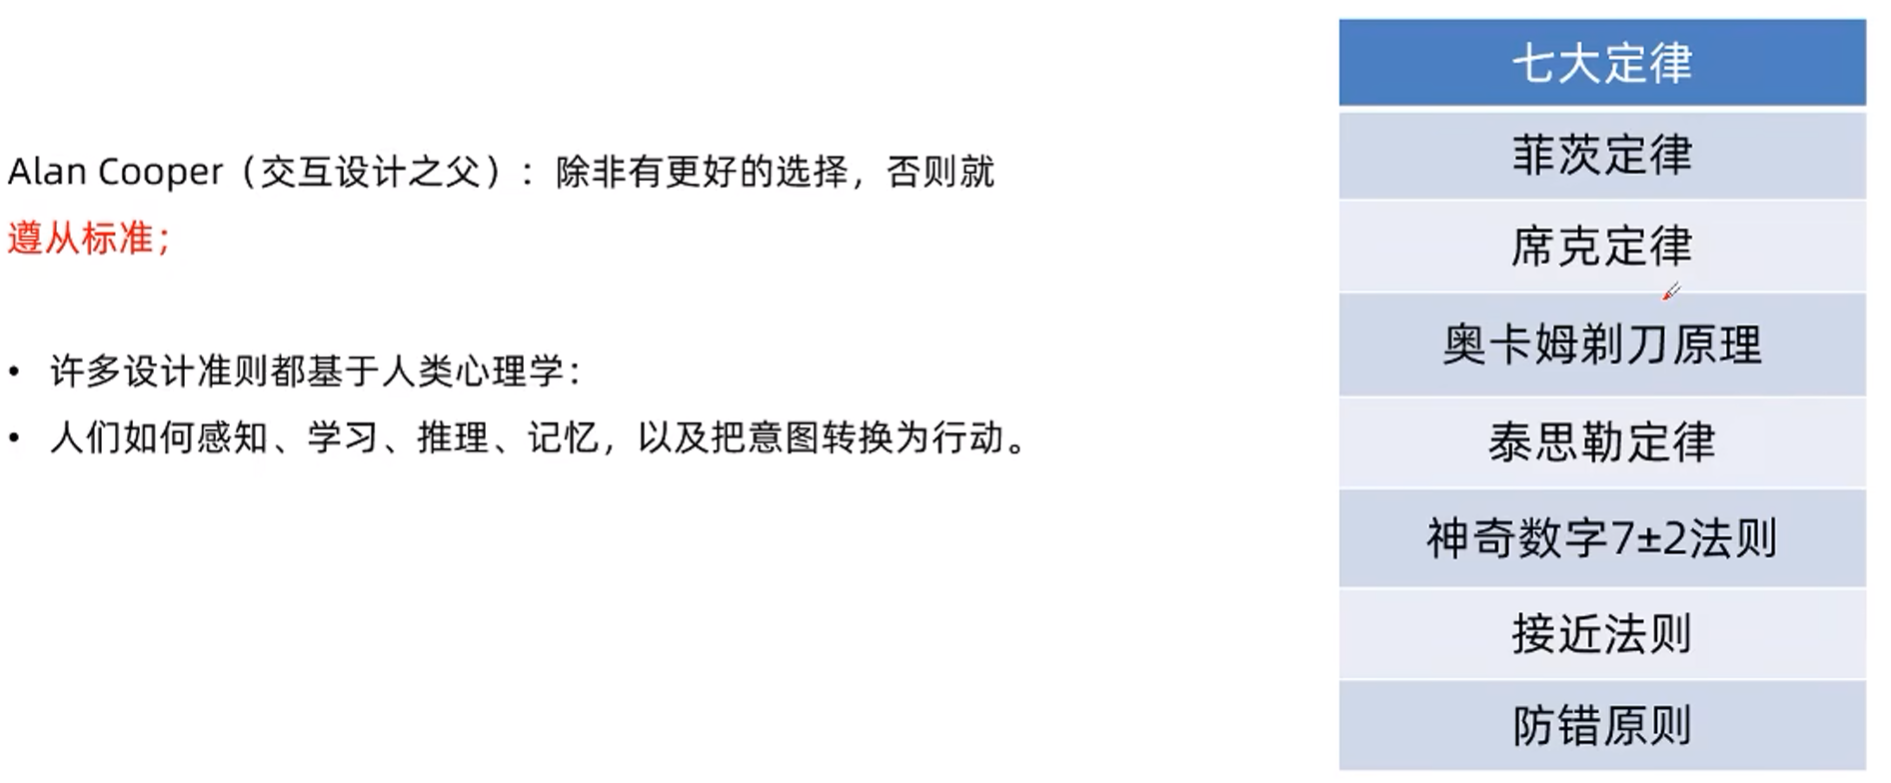 Alan Cooper（交互设计之父）：除非有更好的选择，否则就
遵从标准；
• 许多设计准则都基于人类心理学：
• 人们如何感知、学习、推理、记忆，以及把意图转换为行动。
七大定律
菲茨定律
席克定律
奥卡姆剃刀原理
泰思勒定律
神奇数字7±2法则
接近法则
防错原则